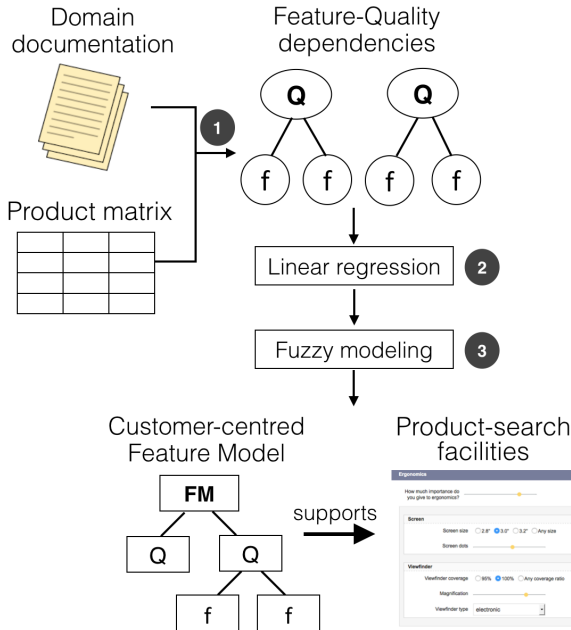 Domain
documentation
Feature-Quality
dependencies
Q
Q
1
f
f
f
f
Product matrix
Linear regression
2
Fuzzy modeling
3
Customer-centred
Feature Model
Product-search
facilities
FM
supports
Q
Q
f
f
Ergonomics
How much importance do
you give to ergonomics?
Screen
Screen size 2.8" 3.0" 3.2" Any size
Screen dots
Viewfinder
Viewfinder coverage 95% 100% Any coverage ratio
Magnification
Viewfinder type electronic